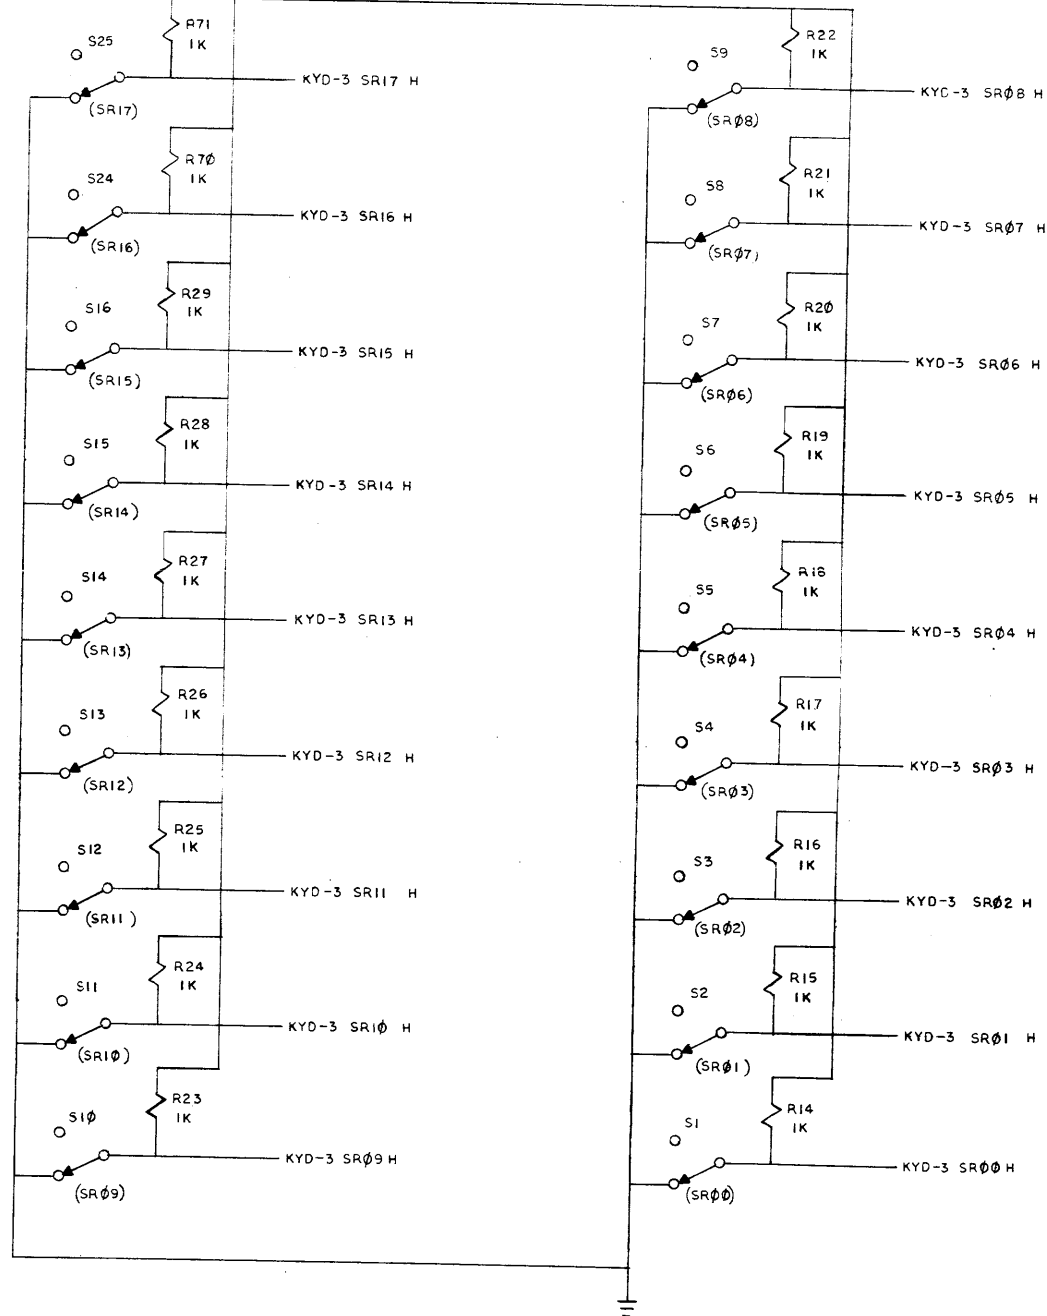 R71
1K
S25
KYD-3 SR17 H
(SR17)
R7Ø
1K
S24
KYD-3 SR16 H
(SR16)
R29
1K
S16
KYD-3 SR15 H
(SR15)
R28
1K
S15
KYD-3 SR14 H
(SR14)
R27
1K
S14
KYD-3 SR13 H
(SR13)
R26
1K
S13
KYD-3 SR12 H
(SR12)
R25
1K
S12
KYD-3 SR11 H
(SR11)
R24
1K
S11
KYD-3 SR1Ø H
(SR1Ø)
R23
1K
S1Ø
KYD-3 SRØ9 H
(SRØ9)
R22
1K
S9
KYD-3 SRØ8 H
(SRØ8)
R21
1K
S8
KYD-3 SRØ7 H
(SRØ7)
R2Ø
1K
S7
KYD-3 SRØ6 H
(SRØ6)
R19
1K
S6
KYD-3 SRØ5 H
(SRØ5)
R18
1K
S5
KYD-3 SRØ4 H
(SRØ4)
R17
1K
S4
KYD-3 SRØ3 H
(SRØ3)
R16
1K
S3
KYD-3 SRØ2 H
(SRØ2)
R15
1K
S2
KYD-3 SRØ1 H
(SRØ1)
R14
1K
S1
KYD-3 SRØØ H
(SRØØ)